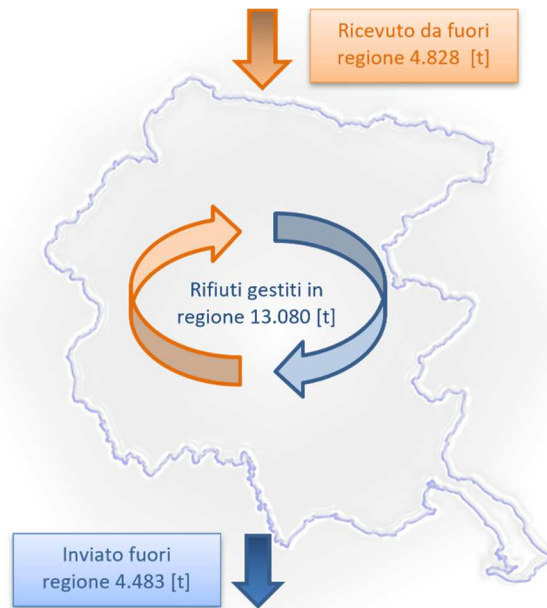 Ricevuto da fuori
regione 4.828 [t]
Rifiuti gestiti in
regione 13.080 [t]
Inviato fuori
regione 4.483 [t]